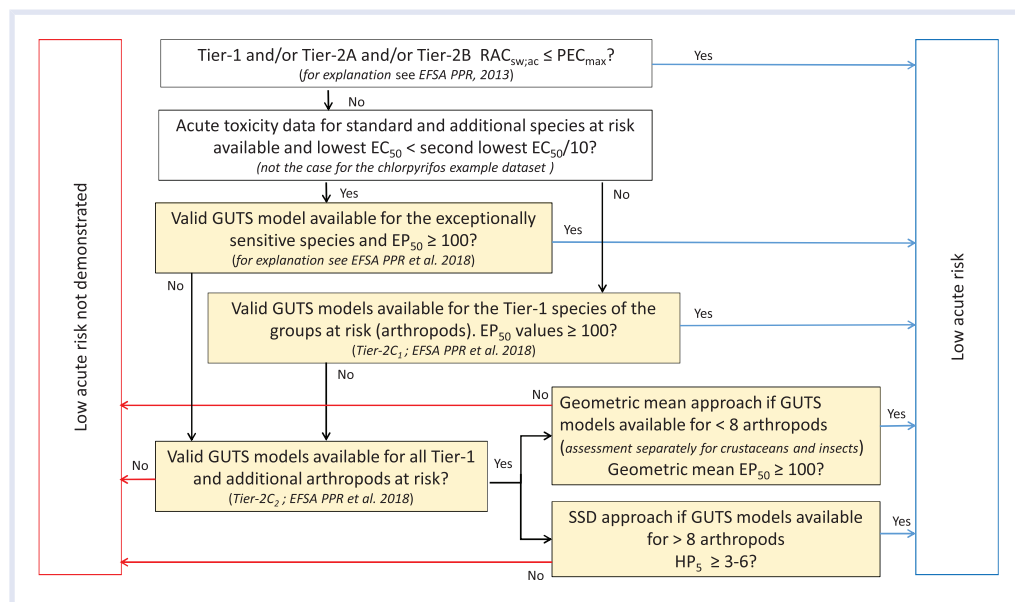 Tier-1 and/or Tier-2A and/or Tier-2B RACsw;ac ≤ PECmax?
(for explanation see EFSA PPR, 2013)
Yes
No
Acute toxicity data for standard and additional species at risk
available and lowest EC50 < second lowest EC50/10?
(not the case for the chlorpyrifos example dataset )
Yes
No
Valid GUTS model available for the exceptionally
sensitive species and EP50 ≥ 100?
(for explanation see EFSA PPR et al. 2018)
Yes
No
Valid GUTS models available for the Tier-1 species of the
groups at risk (arthropods). EP50 values ≥ 100?
(Tier-2C1 ; EFSA PPR et al. 2018)
Yes
No
Low acute risk not demonstrated
Low acute risk
No
Geometric mean approach if GUTS
models available for < 8 arthropods
(assessment separately for crustaceans and insects)
Geometric mean EP50 ≥ 100?
Yes
Valid GUTS models available for all Tier-1
and additional arthropods at risk?
(Tier-2C2 ; EFSA PPR et al. 2018)
No
Yes
SSD approach if GUTS models available
for > 8 arthropods
HP5 ≥ 3-6?
Yes
No